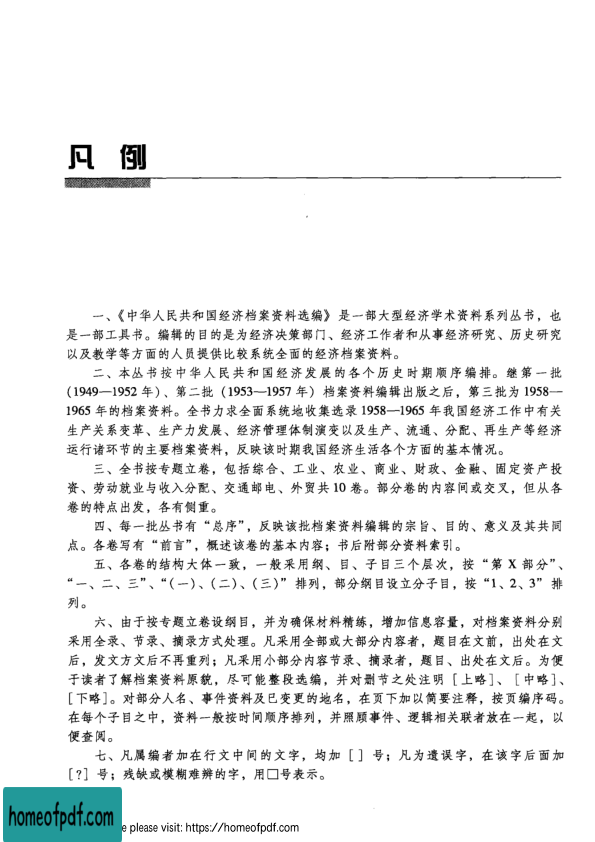 凡 例
一、《中华人民共和国经济档案资料选编》是一部大型经济学术资料系列丛书，也
是一部工具书。编辑的目的是为经济决策部门、经济工作者和从事经济研究、历史研究
以及教学等方面的人员提供比较系统全面的经济档案资料。
二、本丛书按中华人民共和国经济发展的各个历史时期顺序编排。继第一批
（1949—1952 年）、第二批（1953—1957 年）档案资料编辑出版之后，第三批为 1958—
1965 年的档案资料。全书力求全面系统地收集选录 1958—1965 年我国经济工作中有关
生产关系变革、生产力发展、经济管理体制演变以及生产、流通、分配、再生产等经济
运行诸环节的主要档案资料，反映该时期我国经济生活各个方面的基本情况。
三、全书按专题立卷，包括综合、工业、农业、商业、财政、金融、固定资产投
资、劳动就业与收入分配、交通邮电、外贸共 10 卷。部分卷的内容间或交叉，但从各
卷的特点出发，各有侧重。
四、每一批丛书有“总序”，反映该批档案资料编辑的宗旨、目的、意义及其共同
点。各卷写有“前言”，概述该卷的基本内容；书后附部分资料索引。
五、各卷的结构大体一致，一般采用纲、目、子目三个层次，按“第 X 部分”、
“一、二、三”、“（一）、（二）、（三）”排列，部分纲目设立分子目，按“1、2、3”排
列。
六、由于按专题立卷设纲目，并为确保材料精练，增加信息容量，对档案资料分别
采用全录、节录、摘录方式处理。凡采用全部或大部分内容者，题目在文前，出处在文
后，发文方文后不再重列；凡采用小部分内容节录、摘录者，题目、出处在文后。为便
于读者了解档案资料原貌，尽可能整段选编，并对删节之处注明［上略］、［中略］、
［下略］。对部分人名、事件资料及已变更的地名，在页下加以简要注释，按页编序码。
在每个子目之中，资料一般按时间顺序排列，并照顾事件、逻辑相关联者放在一起，以
便查阅。
七、凡属编者加在行文中间的文字，均加［］号；凡为遗误字，在该字后面加
［?］号；残缺或模糊难辨的字，用□号表示。
homeofpdf.com
e please visit: https://homeofpdf.com